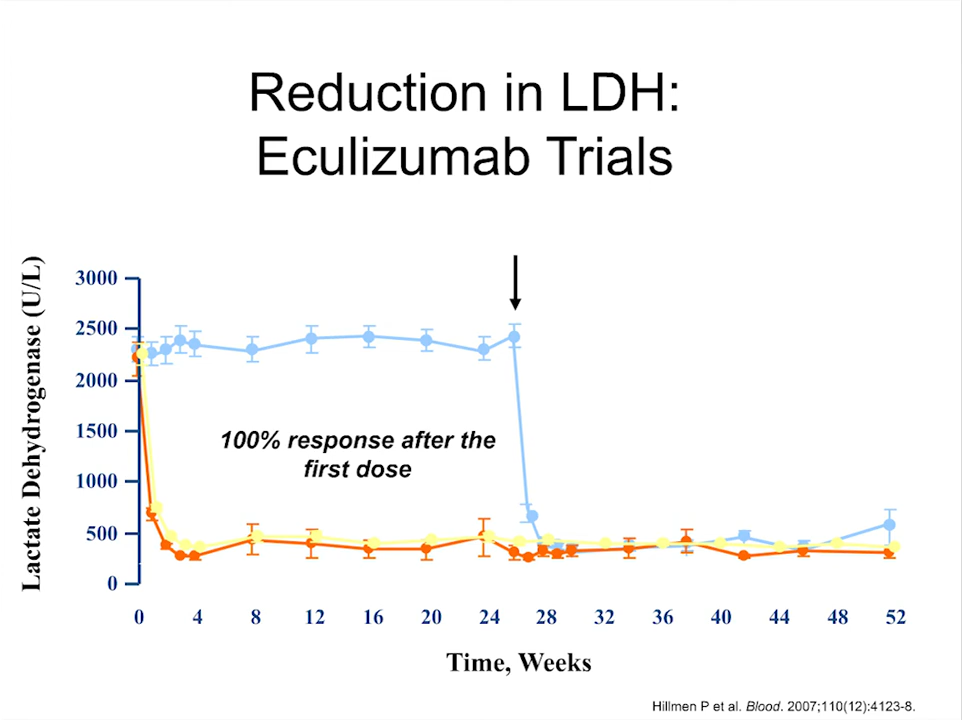 Reduction in LDH:
Eculizumab Trials
Lactate Dehydrogenase (U/L)
3000
2500
2000
1500
1000
500
0
100% response after the
first dose
0 4 8 12 16 20 24 28 32 36 40 44 48 52
Time, Weeks
Hillmen P et al. Blood. 2007;110(12):4123-8.